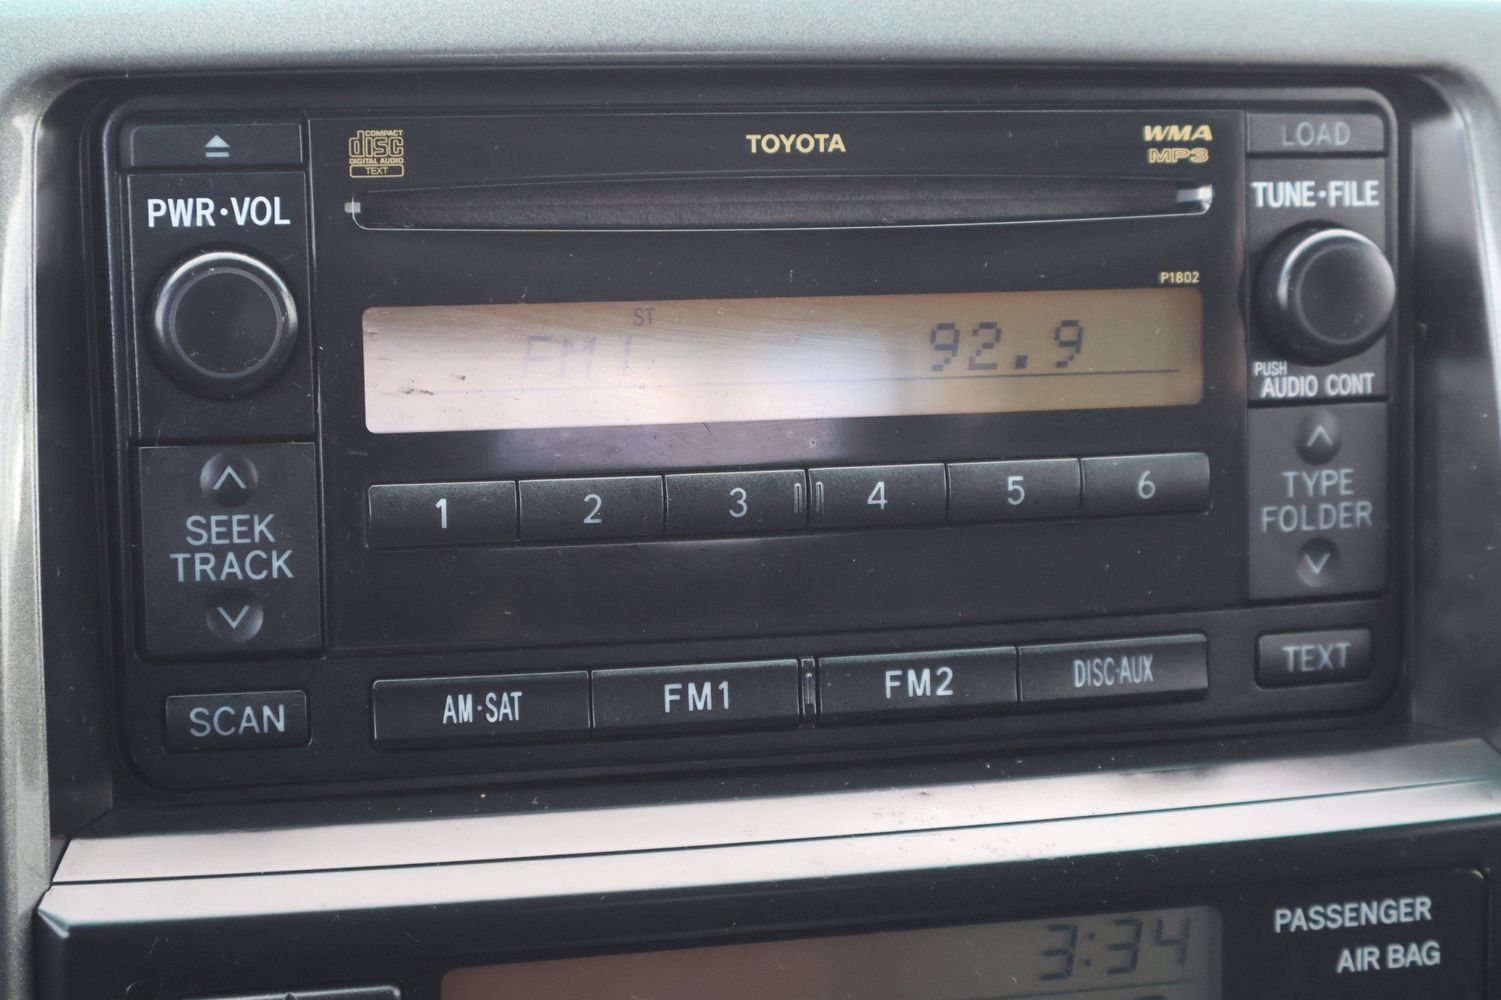 COMPACT
disc
DIGITAL AUDIO
TEXT
TOYOTA
WMA
MP3
LOAD
PWR·VOL
TUNE·FILE
P1802
ST
FM1
92.9
PUSH
AUDIO CONT
1 2 3 4 5 6
SEEK
TRACK
TYPE
FOLDER
SCAN
AM·SAT
FM1
FM2
DISC·AUX
TEXT
3:34
PASSENGER
AIR BAG